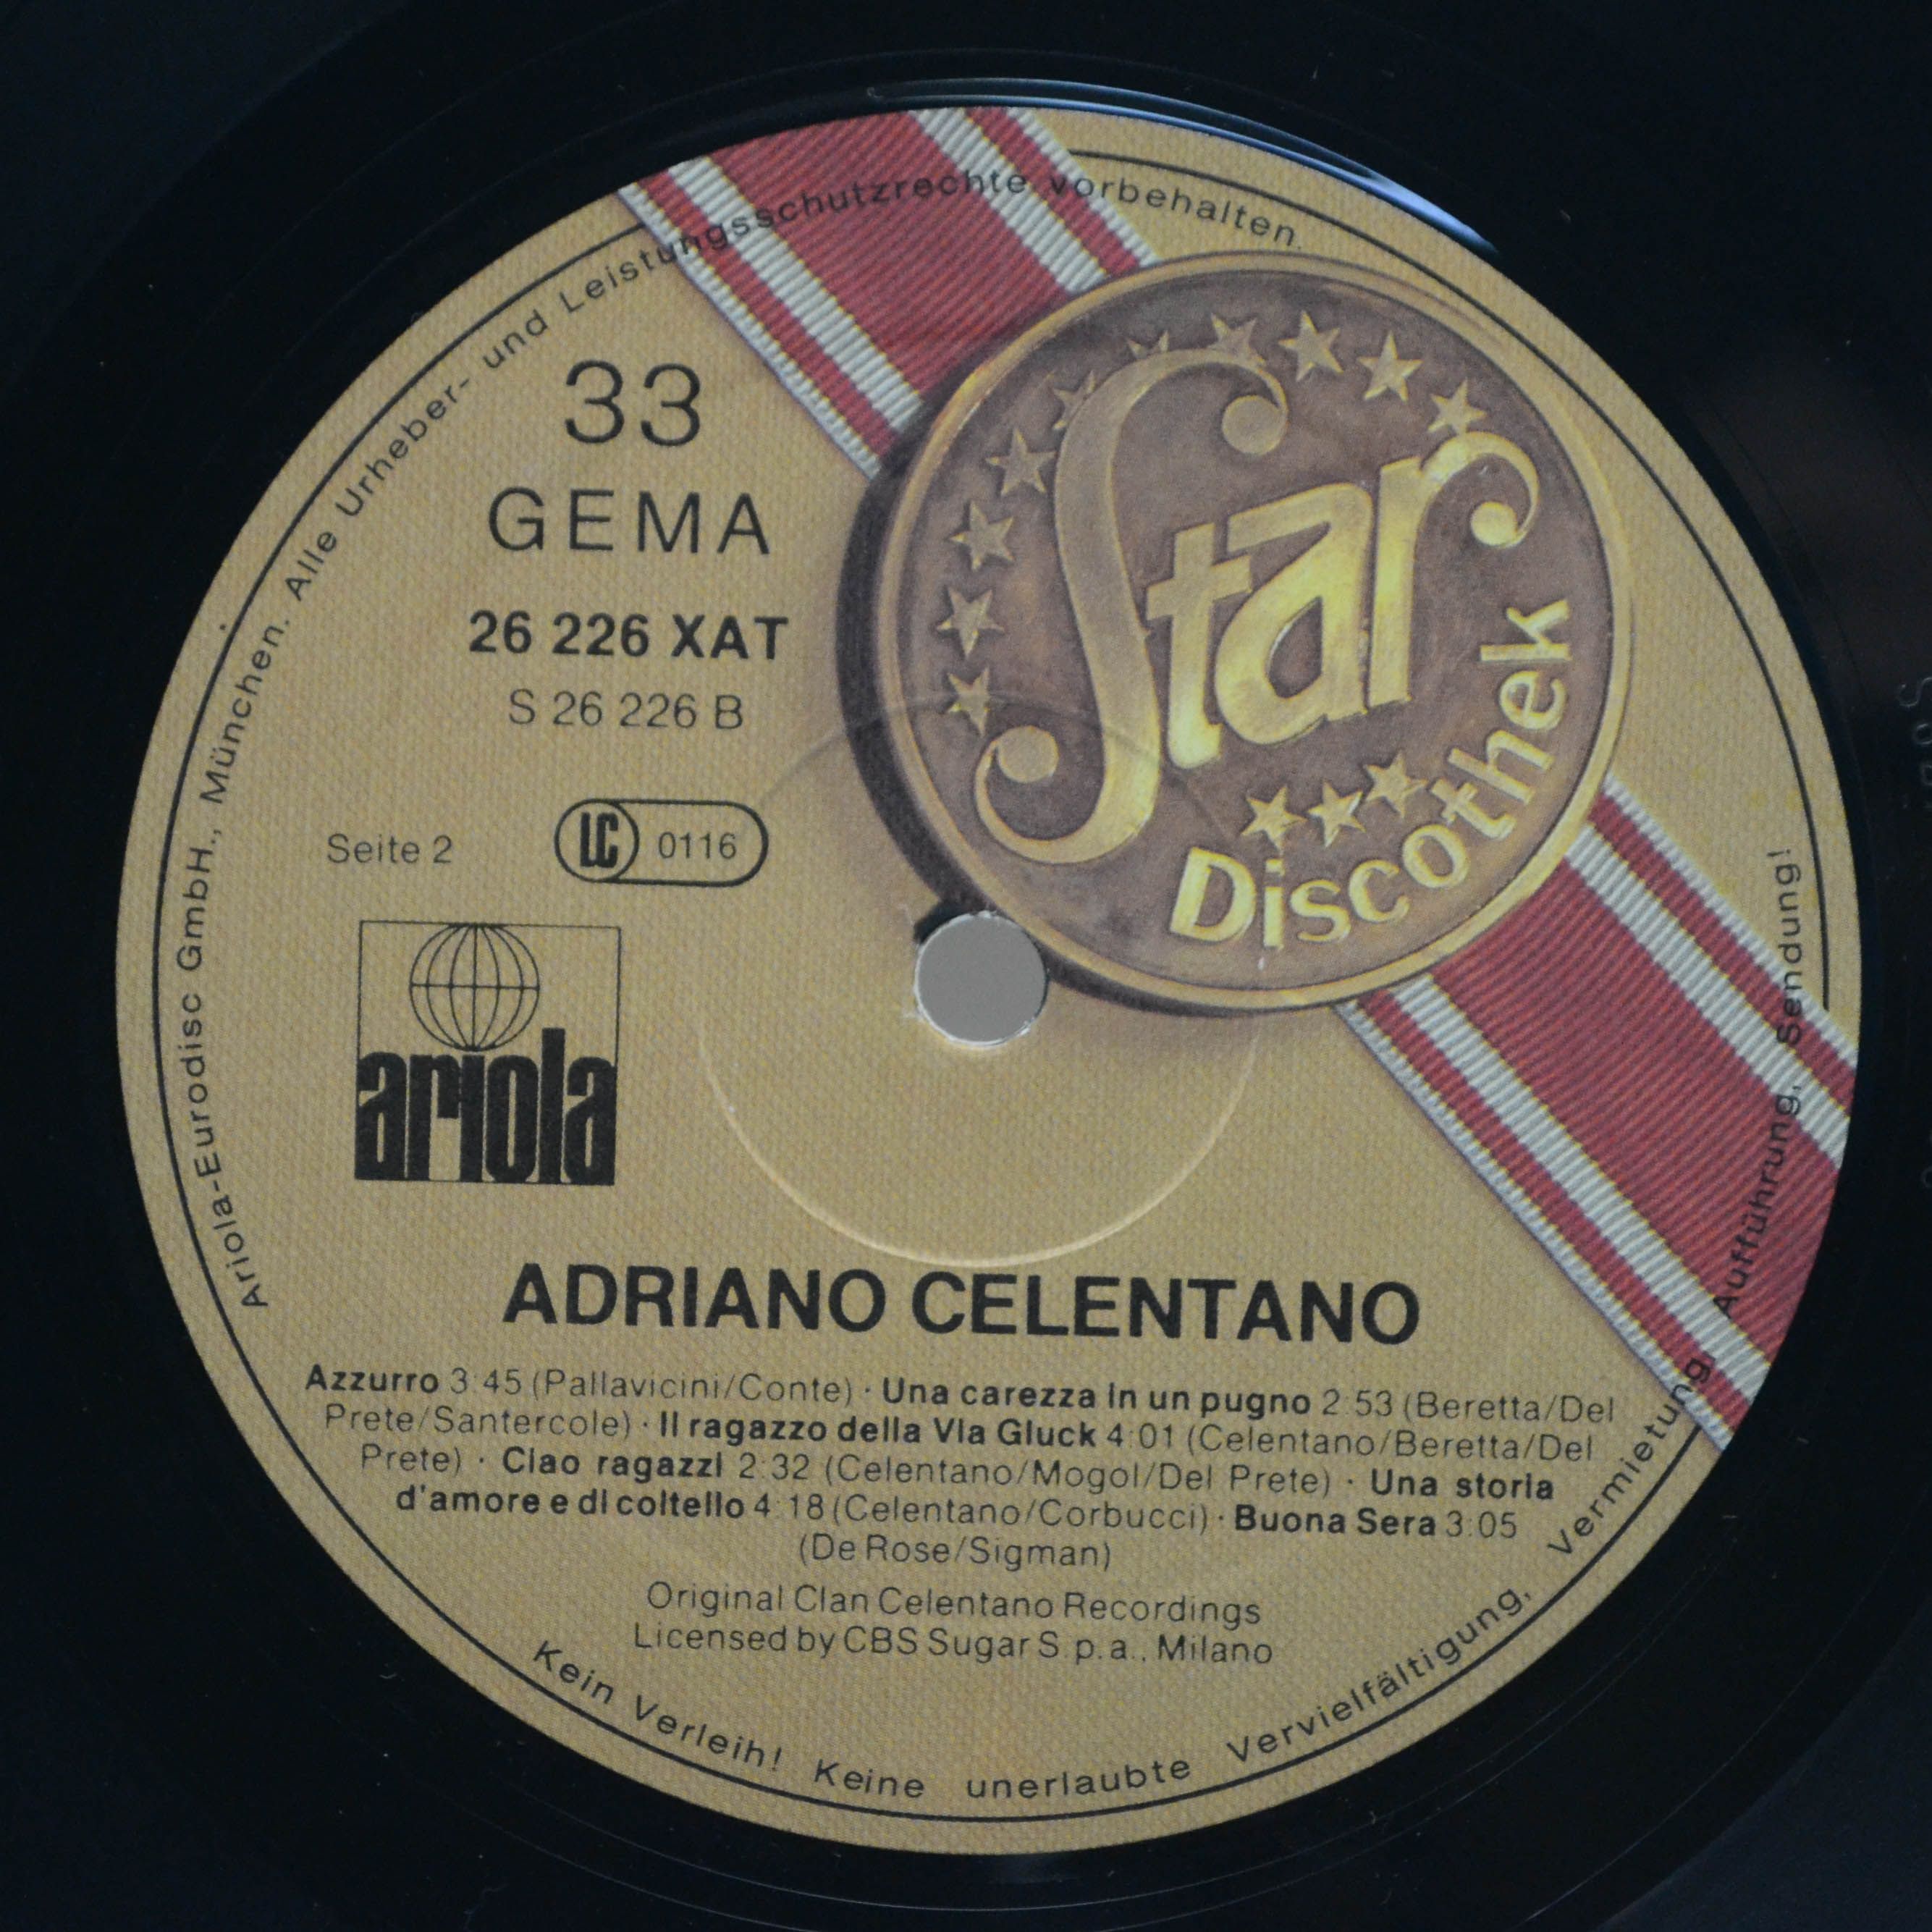 Ariola-Eurodisc GmbH., München. Alle Urheber- und Leistungsschutzrechte vorbehalten.
33
GEMA
26 226 XAT
S 26 226 B
Seite 2
LC 0116
ariola
Star
Discothek
ADRIANO CELENTANO
Azzurro 3:45 (Pallavicini/Conte) · Una carezza in un pugno 2:53 (Beretta/Del
Prete/Santercole) · Il ragazzo della Via Gluck 4:01 (Celentano/Beretta/Del
Prete) · Ciao ragazzi 2:32 (Celentano/Mogol/Del Prete) · Una storia
d'amore e di coltello 4:18 (Celentano/Corbucci) · Buona Sera 3:05
(De Rose/Sigman)
Original Clan Celentano Recordings
Licensed by CBS Sugar S.p.a., Milano
Kein Verleih! Keine unerlaubte Vervielfältigung, Vermietung, Aufführung, Sendung!